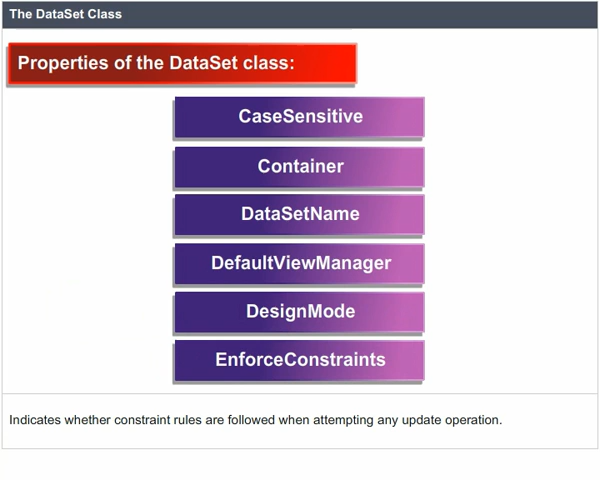 The DataSet Class
Properties of the DataSet class:
CaseSensitive
Container
DataSetName
DefaultViewManager
DesignMode
EnforceConstraints
Indicates whether constraint rules are followed when attempting any update operation.